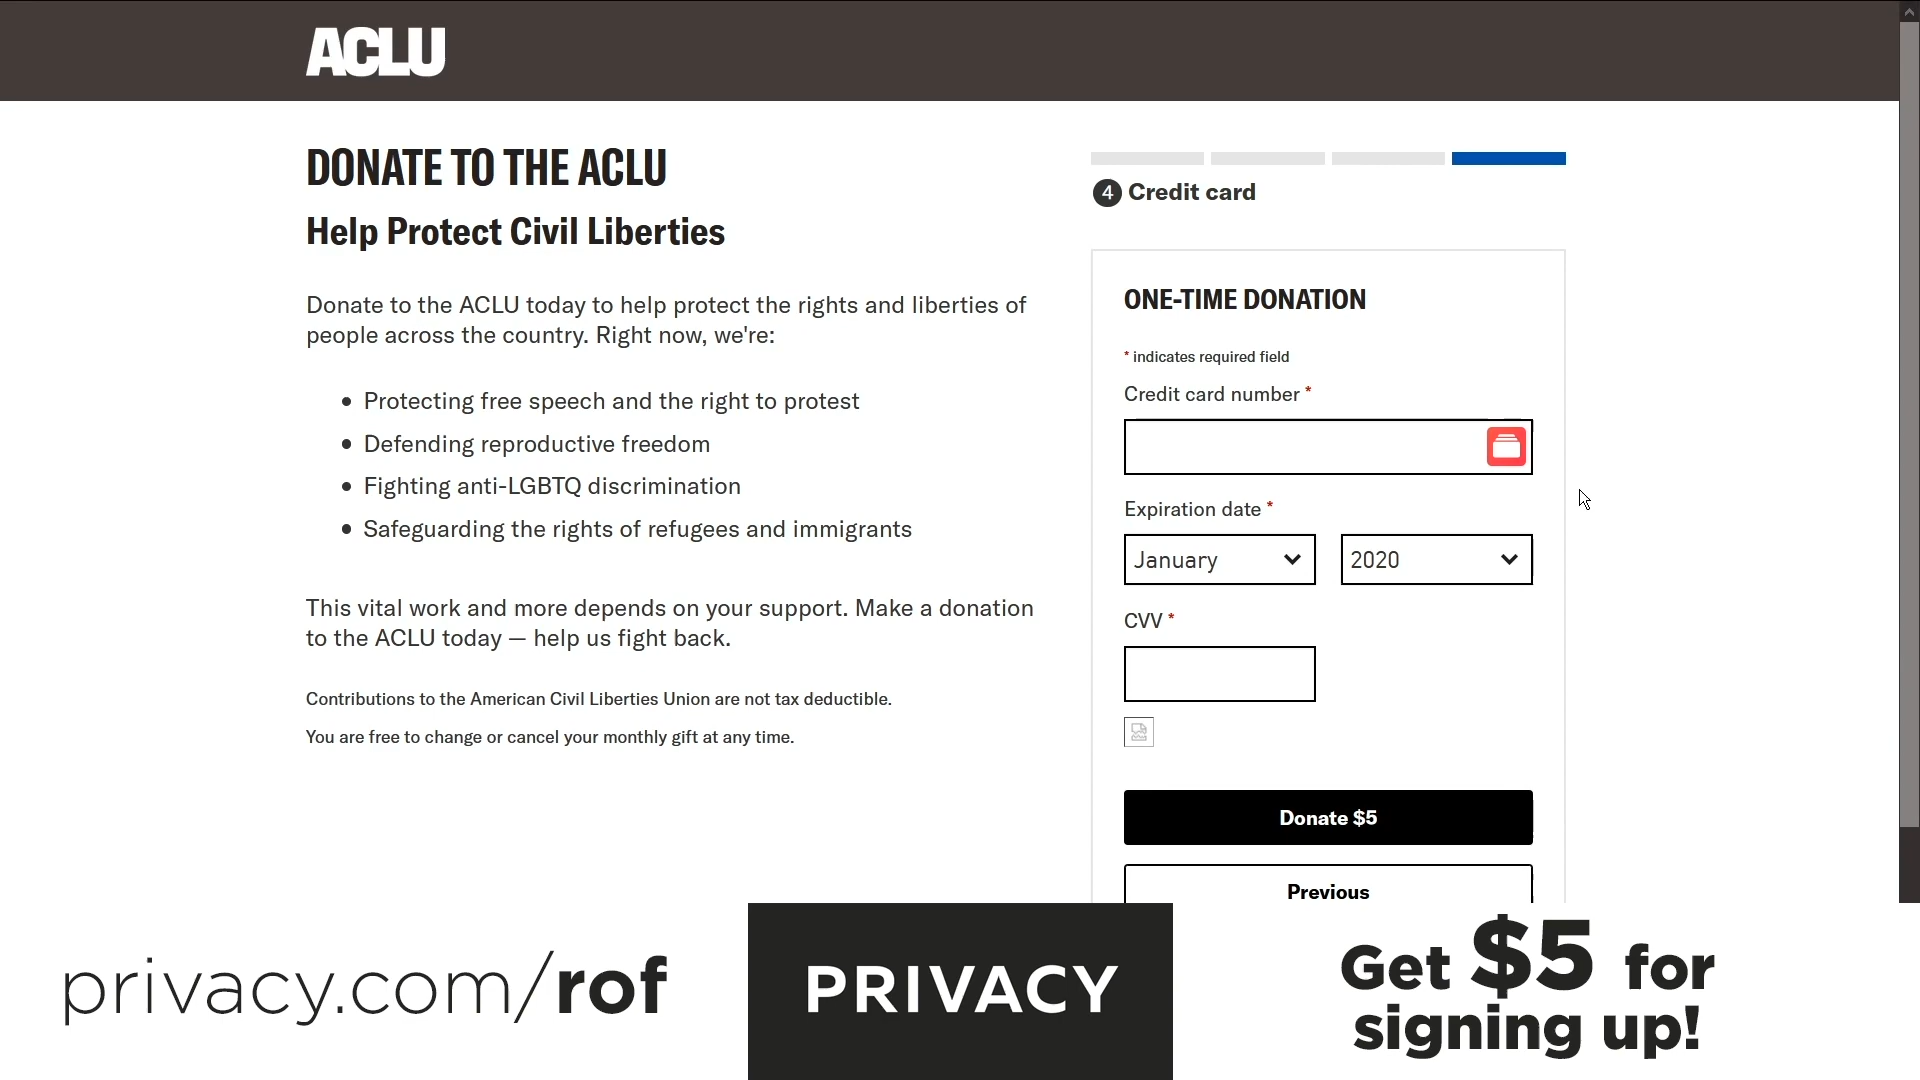 ACLU
DONATE TO THE ACLU
Help Protect Civil Liberties
Donate to the ACLU today to help protect the rights and liberties of
people across the country. Right now, we're:
Protecting free speech and the right to protest
Defending reproductive freedom
Fighting anti-LGBTQ discrimination
Safeguarding the rights of refugees and immigrants
This vital work and more depends on your support. Make a donation
to the ACLU today — help us fight back.
Contributions to the American Civil Liberties Union are not tax deductible.
You are free to change or cancel your monthly gift at any time.
4 Credit card
ONE-TIME DONATION
* indicates required field
Credit card number *
Expiration date *
January 2020
CVV *
Donate $5
Previous
privacy.com/rof
PRIVACY
Get $5 for
signing up!